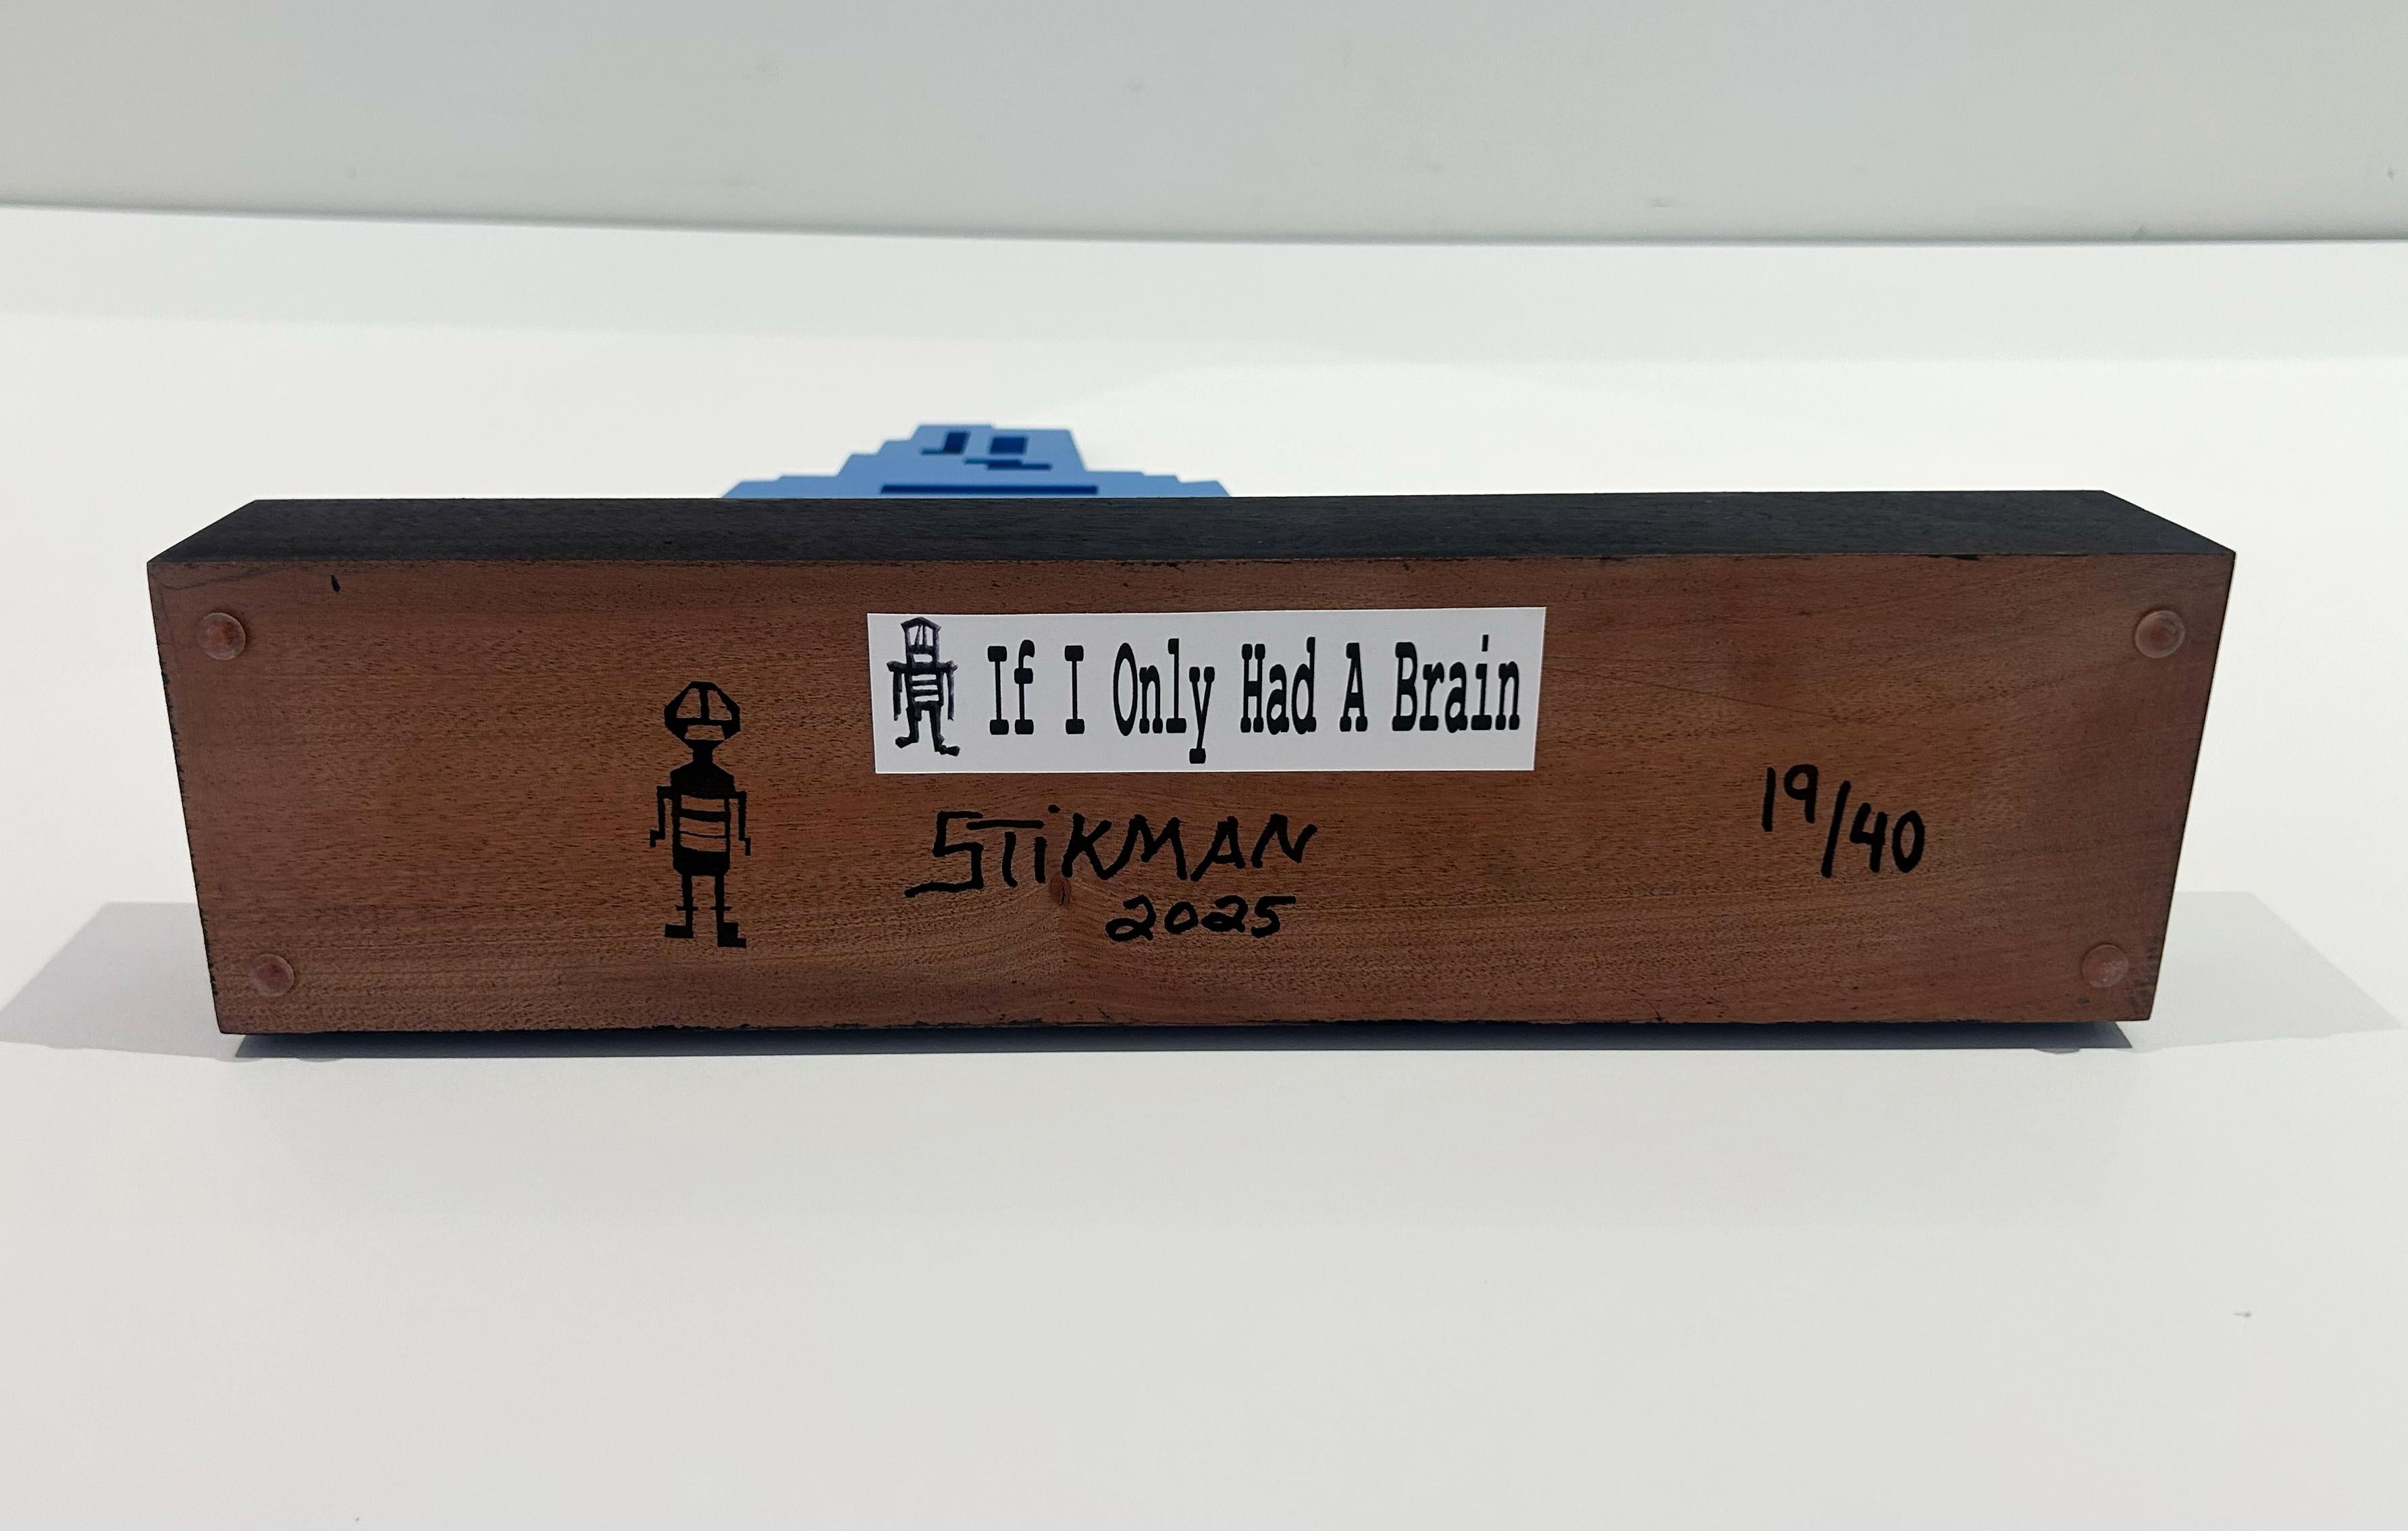 If I Only Had A Brain
STiKMAN
2025
19/40